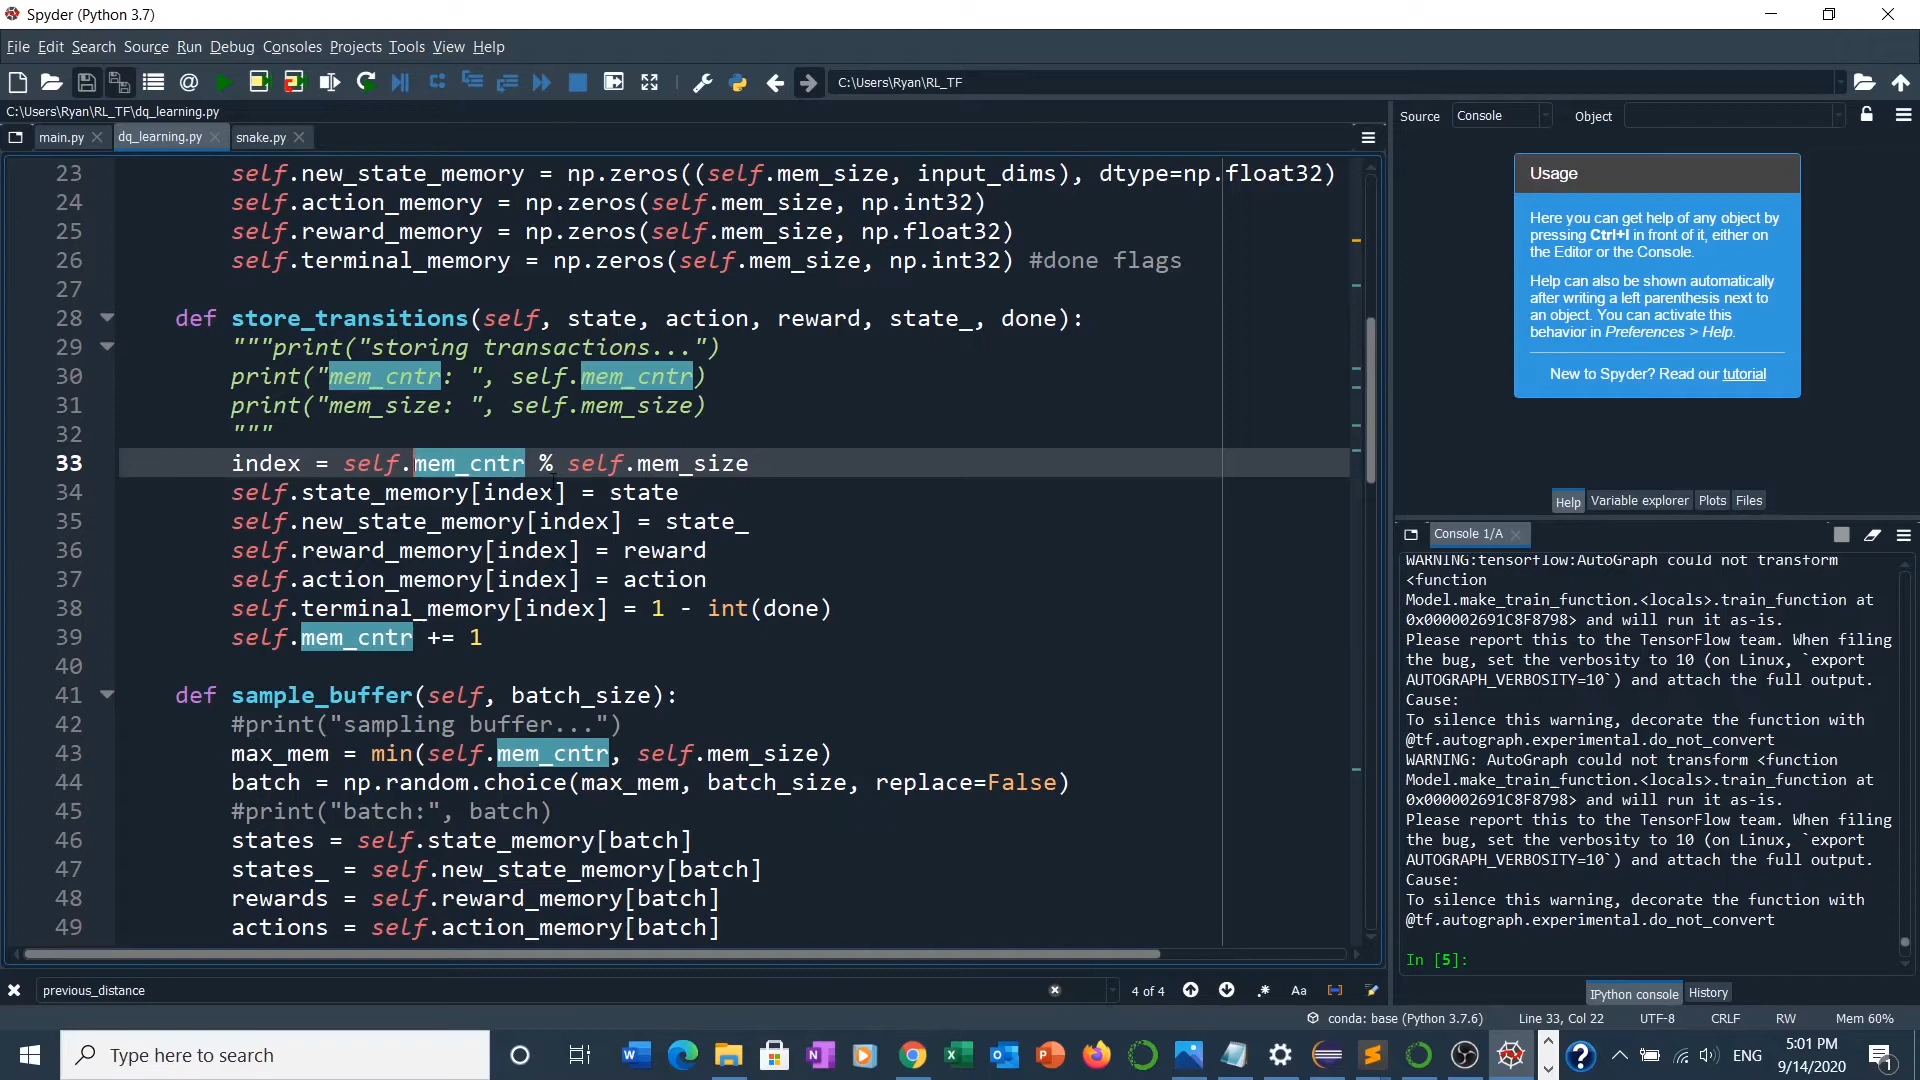 Spyder (Python 3.7)
File Edit Search Source Run Debug Consoles Projects Tools View Help
C:\Users\Ryan\RL_TF
C:\Users\Ryan\RL_TF\dq_learning.py
main.py dq_learning.py snake.py
23 self.new_state_memory = np.zeros((self.mem_size, input_dims), dtype=np.float32)
24 self.action_memory = np.zeros(self.mem_size, np.int32)
25 self.reward_memory = np.zeros(self.mem_size, np.float32)
26 self.terminal_memory = np.zeros(self.mem_size, np.int32) #done flags
27
28 def store_transitions(self, state, action, reward, state_, done):
29 """print("storing transactions...")
30 print("mem_cntr: ", self.mem_cntr)
31 print("mem_size: ", self.mem_size)
32 """
33 index = self.mem_cntr % self.mem_size
34 self.state_memory[index] = state
35 self.new_state_memory[index] = state_
36 self.reward_memory[index] = reward
37 self.action_memory[index] = action
38 self.terminal_memory[index] = 1 - int(done)
39 self.mem_cntr += 1
40
41 def sample_buffer(self, batch_size):
42 #print("sampling buffer...")
43 max_mem = min(self.mem_cntr, self.mem_size)
44 batch = np.random.choice(max_mem, batch_size, replace=False)
45 #print("batch:", batch)
46 states = self.state_memory[batch]
47 states_ = self.new_state_memory[batch]
48 rewards = self.reward_memory[batch]
49 actions = self.action_memory[batch]
previous_distance 4 of 4 .* Aa
Source Console Object
Usage
Here you can get help of any object by
pressing Ctrl+I in front of it, either on
the Editor or the Console.
Help can also be shown automatically
after writing a left parenthesis next to
an object. You can activate this
behavior in Preferences > Help.
New to Spyder? Read our tutorial
Help Variable explorer Plots Files
Console 1/A
WARNING:tensorflow:AutoGraph could not transform
<function
Model.make_train_function.<locals>.train_function at
0x000002691C8F8798> and will run it as-is.
Please report this to the TensorFlow team. When filing
the bug, set the verbosity to 10 (on Linux, `export
AUTOGRAPH_VERBOSITY=10`) and attach the full output.
Cause:
To silence this warning, decorate the function with
@tf.autograph.experimental.do_not_convert
WARNING: AutoGraph could not transform <function
Model.make_train_function.<locals>.train_function at
0x000002691C8F8798> and will run it as-is.
Please report this to the TensorFlow team. When filing
the bug, set the verbosity to 10 (on Linux, `export
AUTOGRAPH_VERBOSITY=10`) and attach the full output.
Cause:
To silence this warning, decorate the function with
@tf.autograph.experimental.do_not_convert
In [5]:
IPython console History
conda: base (Python 3.7.6) Line 33, Col 22 UTF-8 CRLF RW Mem 60%
Type here to search
ENG
5:01 PM
9/14/2020
1